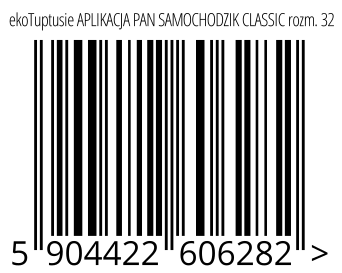 ekoTuptusie APLIKACJA PAN SAMOCHODZIK CLASSIC rozm. 32
5 904422 606282 >